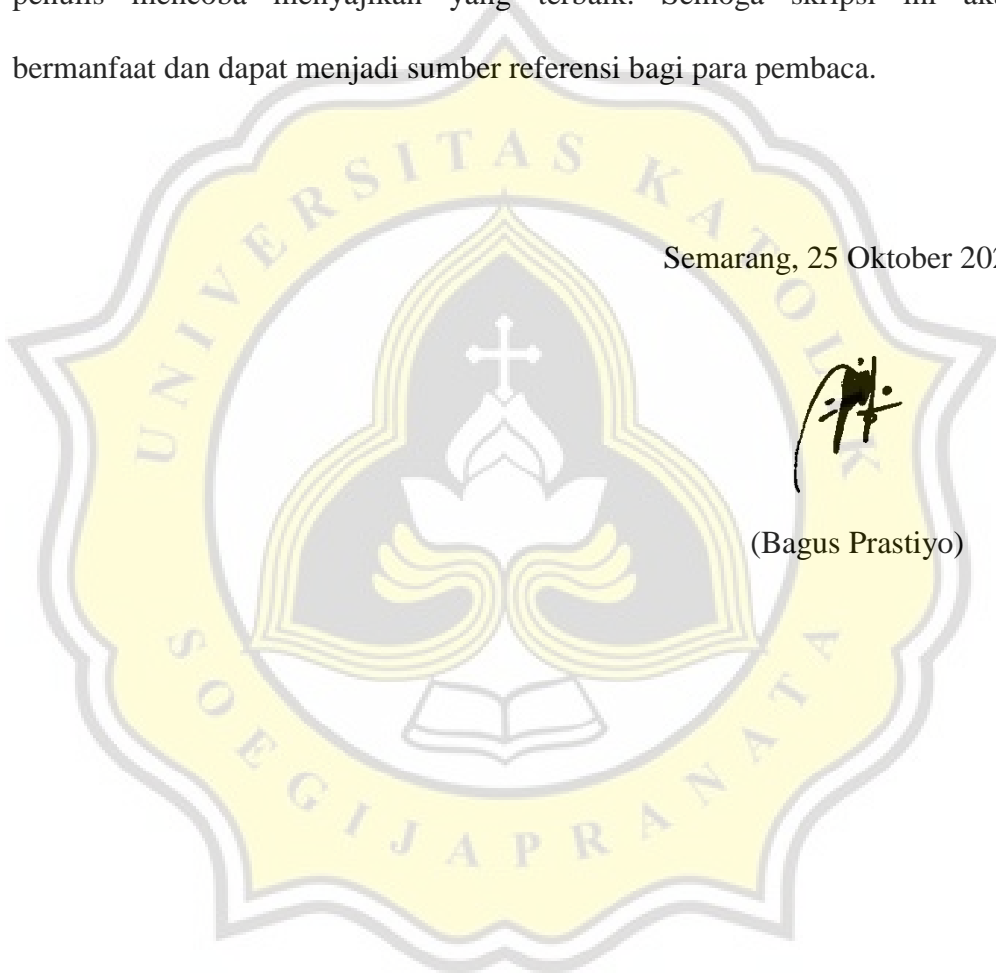 penulis mencoba menyajikan yang terbaik. Semoga skripsi ini
bermanfaat dan dapat menjadi sumber referensi bagi para pembaca.
UNIVERSITAS KATOLIK
Semarang, 25 Oktober
(Bagus Prastiyo)
SOEGIJAPRANATA